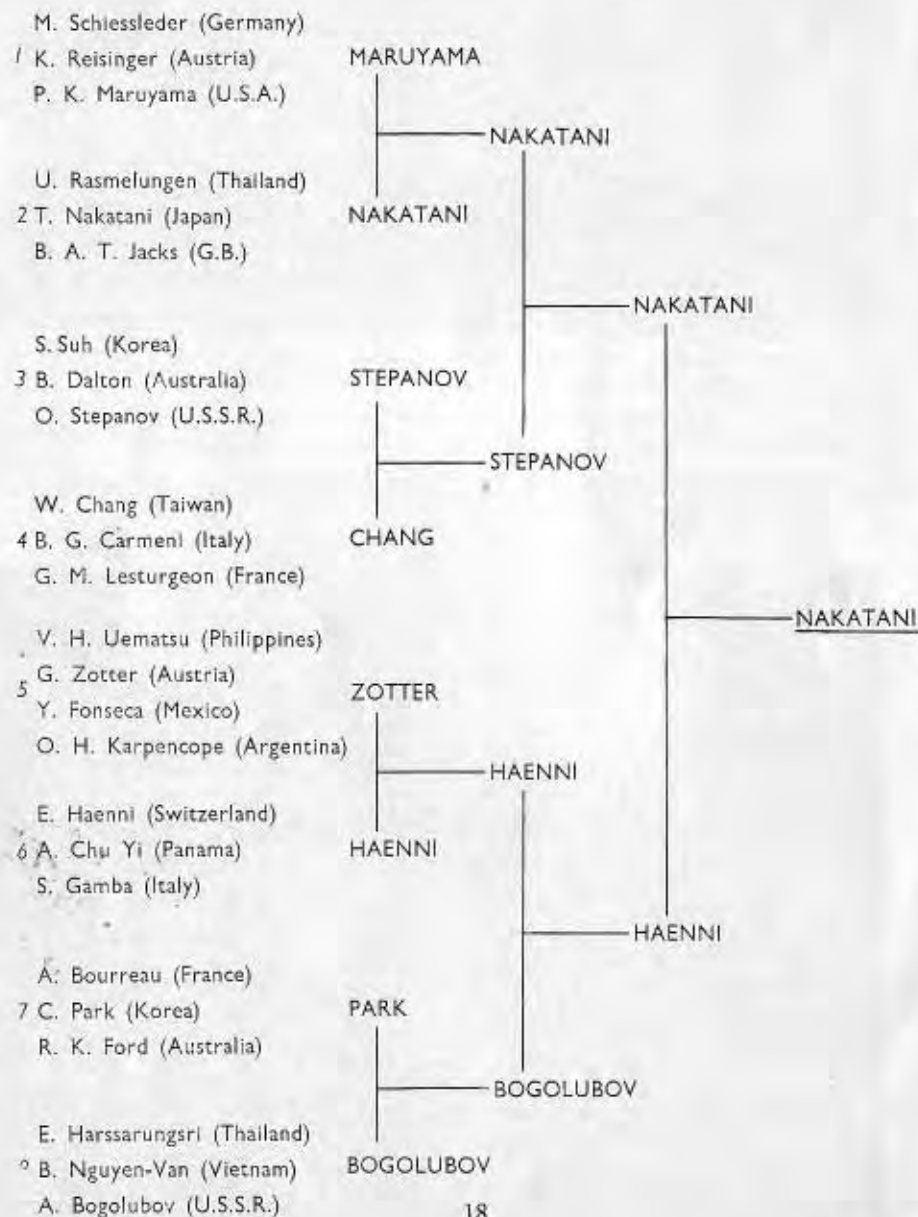 M. Schiessleder (Germany)
1 K. Reisinger (Austria)
P. K. Maruyama (U.S.A.)
MARUYAMA
NAKATANI
U. Rasmelungen (Thailand)
2 T. Nakatani (Japan)
B. A. T. Jacks (G.B.)
NAKATANI
NAKATANI
S. Suh (Korea)
3 B. Dalton (Australia)
O. Stepanov (U.S.S.R.)
STEPANOV
STEPANOV
W. Chang (Taiwan)
4 B. G. Carmeni (Italy)
G. M. Lesturgeon (France)
CHANG
NAKATANI
V. H. Uematsu (Philippines)
5 G. Zotter (Austria)
Y. Fonseca (Mexico)
O. H. Karpencope (Argentina)
ZOTTER
HAENNI
E. Haenni (Switzerland)
6 A. Chu Yi (Panama)
S. Gamba (Italy)
HAENNI
HAENNI
A. Bourreau (France)
7 C. Park (Korea)
R. K. Ford (Australia)
PARK
BOGOLUBOV
E. Harssarungsri (Thailand)
B. Nguyen-Van (Vietnam)
A. Bogolubov (U.S.S.R.)
BOGOLUBOV
18